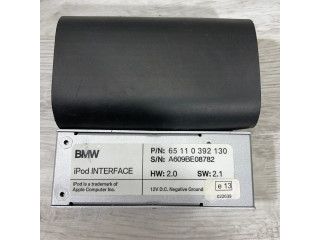 BMW
iPod INTERFACE
iPod is a trademark of
Apple Computer Inc.
P/N: 65 11 0 392 130
S/N: A609BE08782
HW: 2.0 SW: 2.1
12V D.C. Negative Ground
e 13
022639